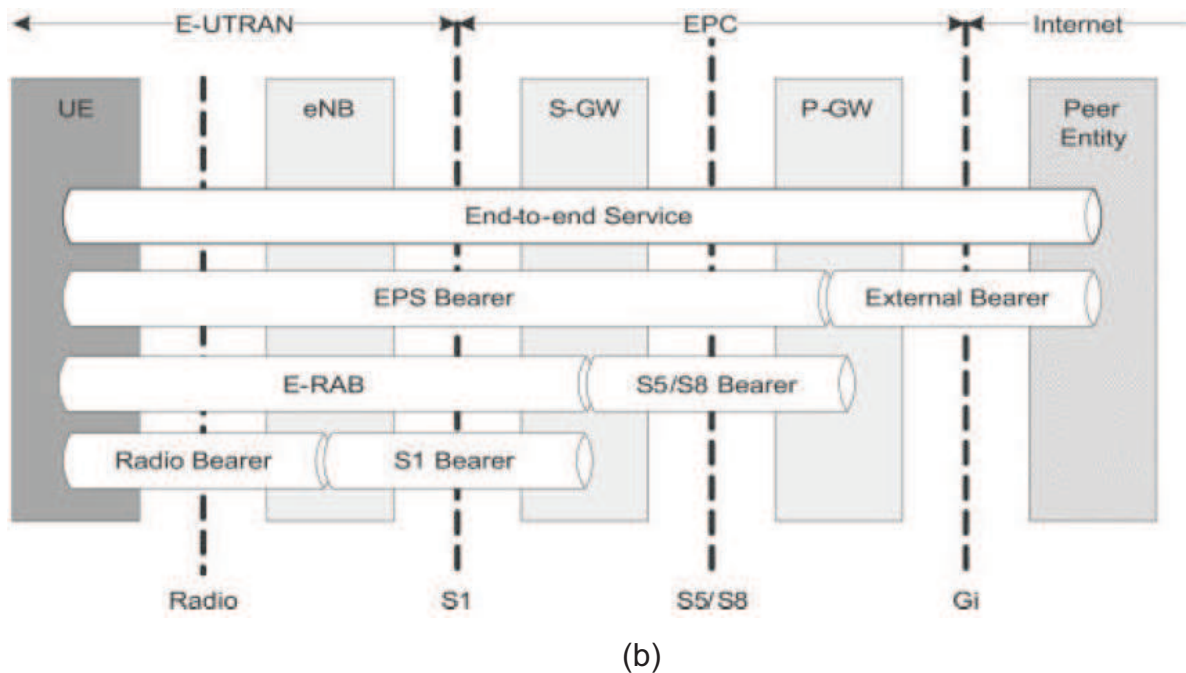 E-UTRAN EPC Internet
UE eNB S-GW P-GW Peer
Entity
End-to-end Service
EPS Bearer External Bearer
E-RAB S5/S8 Bearer
Radio Bearer S1 Bearer
Radio S1 S5/S8 Gi
(b)